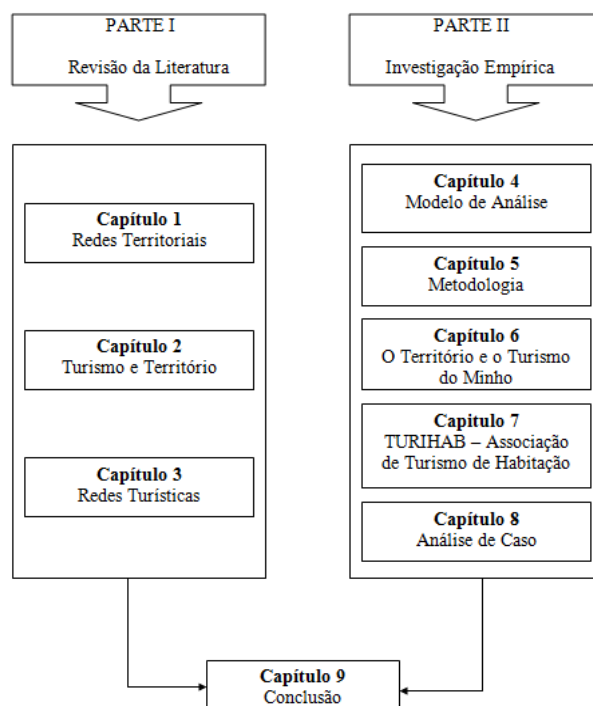 PARTE I
Revisão da Literatura
Capítulo 1
Redes Territoriais
Capítulo 2
Turismo e Território
Capítulo 3
Redes Turísticas
PARTE II
Investigação Empírica
Capítulo 4
Modelo de Análise
Capítulo 5
Metodologia
Capítulo 6
O Território e o Turismo
do Minho
Capítulo 7
TURIHAB – Associação
de Turismo de Habitação
Capítulo 8
Análise de Caso
Capítulo 9
Conclusão